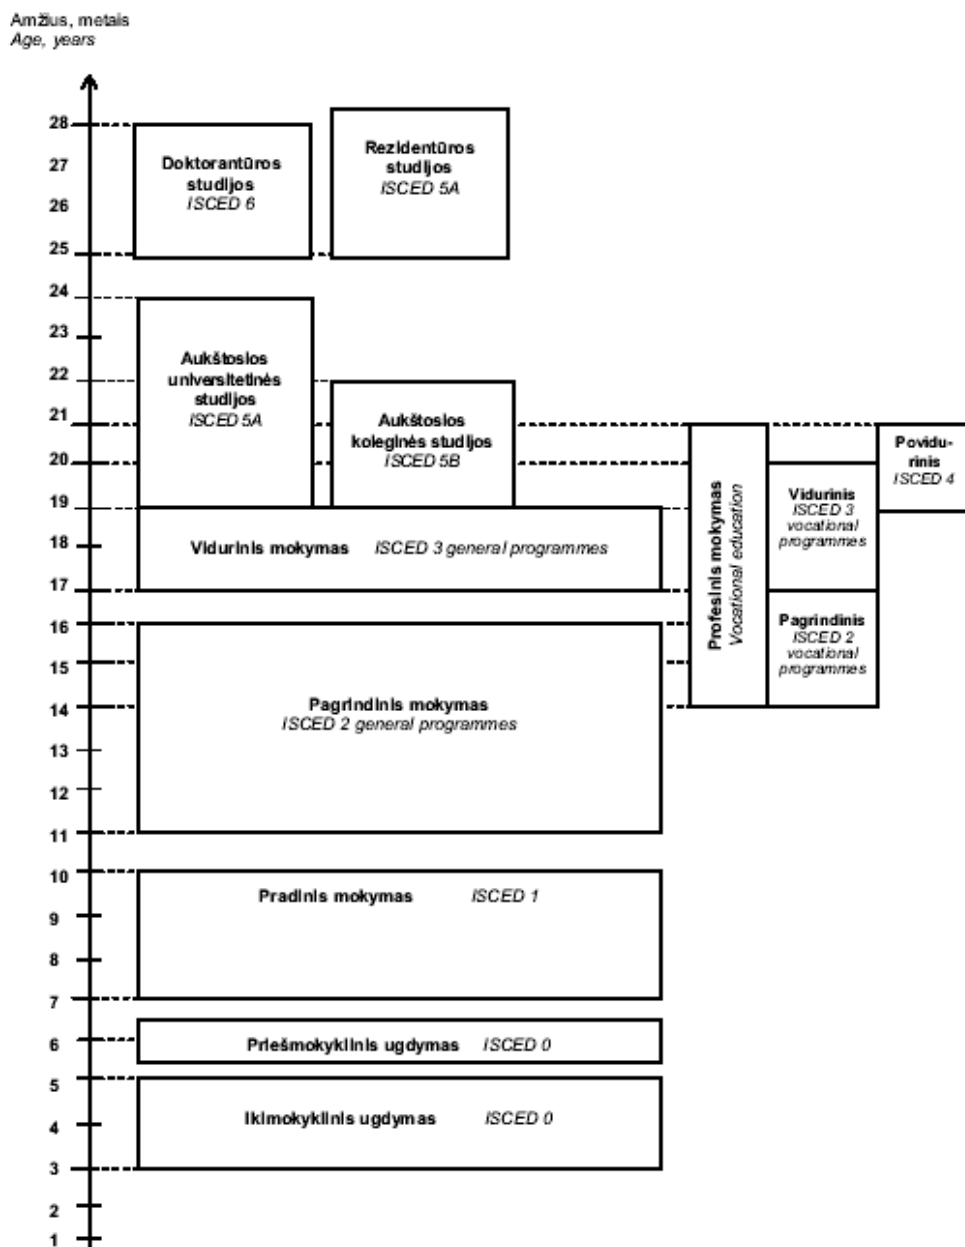 Amžius, metais
Age, years
28
27
26
25
24
23
22
21
20
19
18
17
16
15
14
13
12
11
10
9
8
7
6
5
4
3
2
1
Doktorantūros
studijos
ISCED 6
Rezidentūros
studijos
ISCED 5A
Aukštosios
universitetinės
studijos
ISCED 5A
Aukštosios
koleginės studijos
ISCED 5B
Vidurinis mokymas ISCED 3 general programmes
Pagrindinis mokymas
ISCED 2 general programmes
Pradinis mokymas ISCED 1
Priešmokyklinis ugdymas ISCED 0
Ikimokyklinis ugdymas ISCED 0
Profesinis mokymas
Vocational education
Vidurinis
ISCED 3
vocational
programmes
Pagrindinis
ISCED 2
vocational
programmes
Povidu-
rinis
ISCED 4